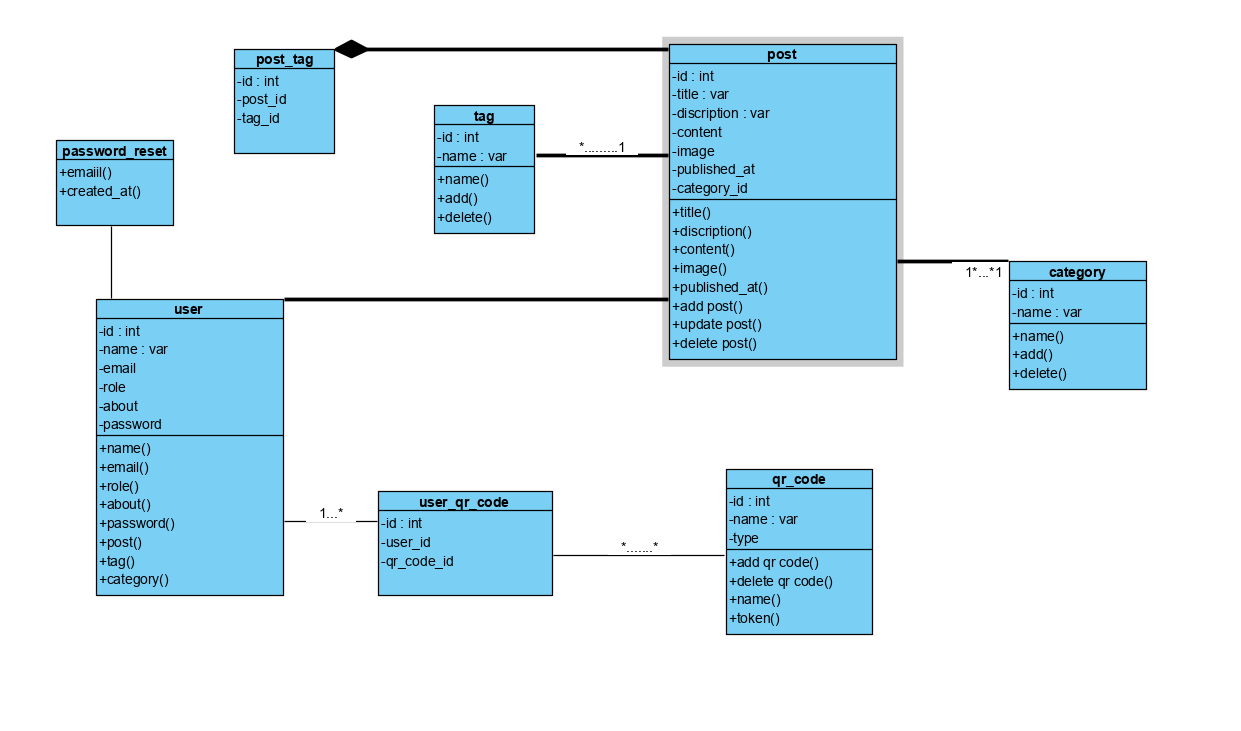 post_tag
-id : int
-post_id
-tag_id
post
-id : int
-title : var
-discription : var
-content
-image
-published_at
-category_id
+title()
+discription()
+content()
+image()
+published_at()
+add post()
+update post()
+delete post()
tag
-id : int
-name : var
+name()
+add()
+delete()
*.........1
password_reset
+emaiil()
+created_at()
1*...*1
category
-id : int
-name : var
+name()
+add()
+delete()
user
-id : int
-name : var
-email
-role
-about
-password
+name()
+email()
+role()
+about()
+password()
+post()
+tag()
+category()
1...*
user_qr_code
-id : int
-user_id
-qr_code_id
*.......*
qr_code
-id : int
-name : var
-type
+add qr code()
+delete qr code()
+name()
+token()